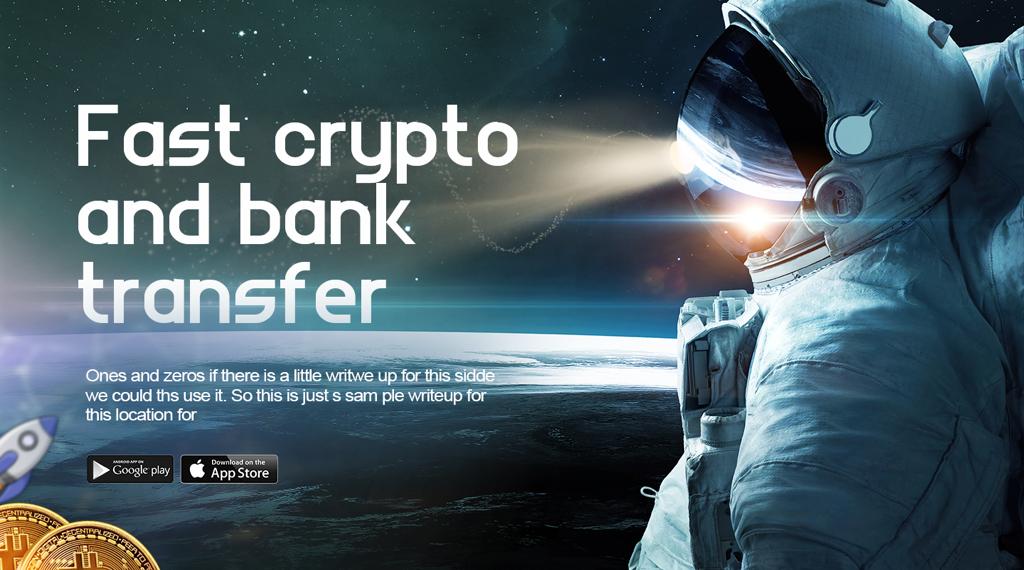 Fast crypto
and bank
transfer
Ones and zeros if there is a little writwe up for this sidde
we could ths use it. So this is just s sam ple writeup for
this location for
ANDROID APP ON
Google play
Download on the
App Store
DECENTRALIZED
DECENTRALIZED